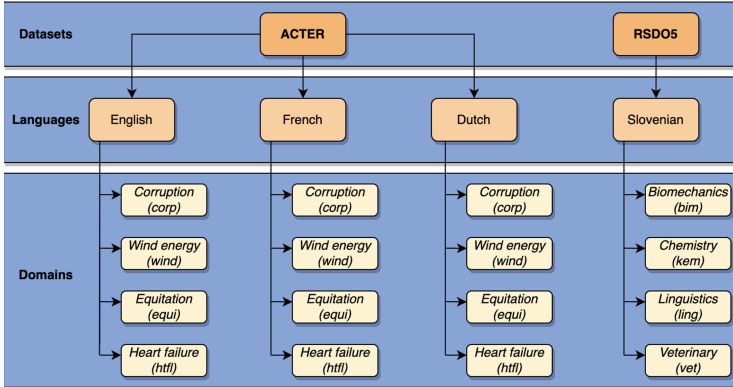 Datasets
ACTER
RSDO5
Languages
English
French
Dutch
Slovenian
Domains
Corruption
(corp)
Corruption
(corp)
Corruption
(corp)
Biomechanics
(bim)
Wind energy
(wind)
Wind energy
(wind)
Wind energy
(wind)
Chemistry
(kem)
Equitation
(equi)
Equitation
(equi)
Equitation
(equi)
Linguistics
(ling)
Heart failure
(htfl)
Heart failure
(htfl)
Heart failure
(htfl)
Veterinary
(vet)